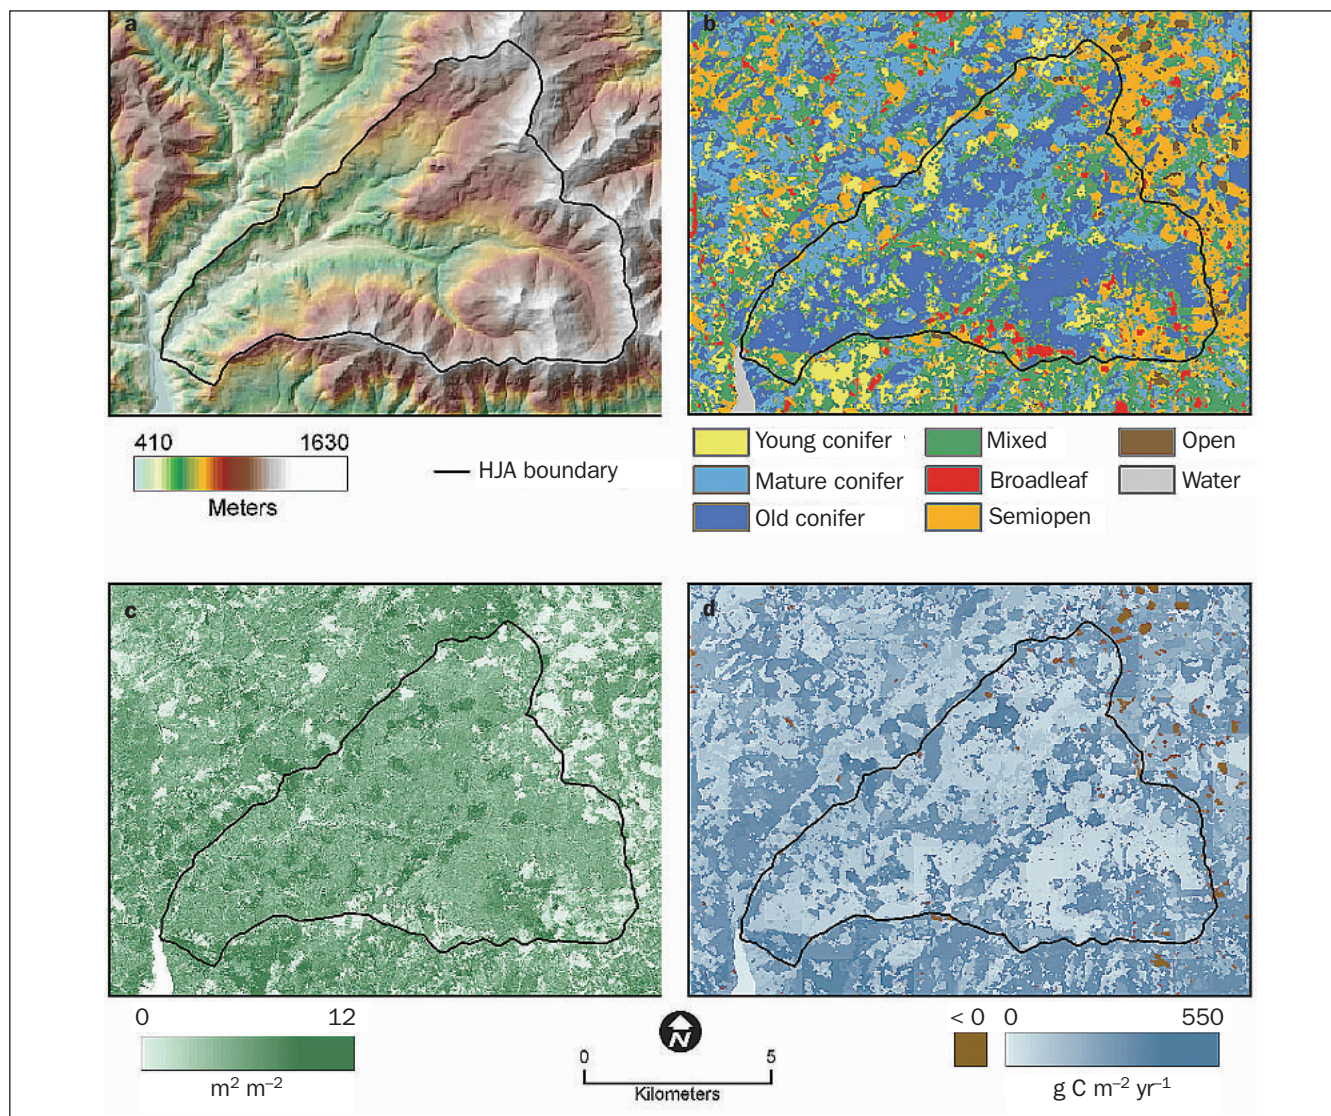 a
b
410 1630
Meters
HJA boundary
Young conifer
Mixed
Open
Mature conifer
Broadleaf
Water
Old conifer
Semiopen
c
d
0 12
m² m⁻²
N
0 5
Kilometers
< 0 0 550
g C m⁻² yr⁻¹